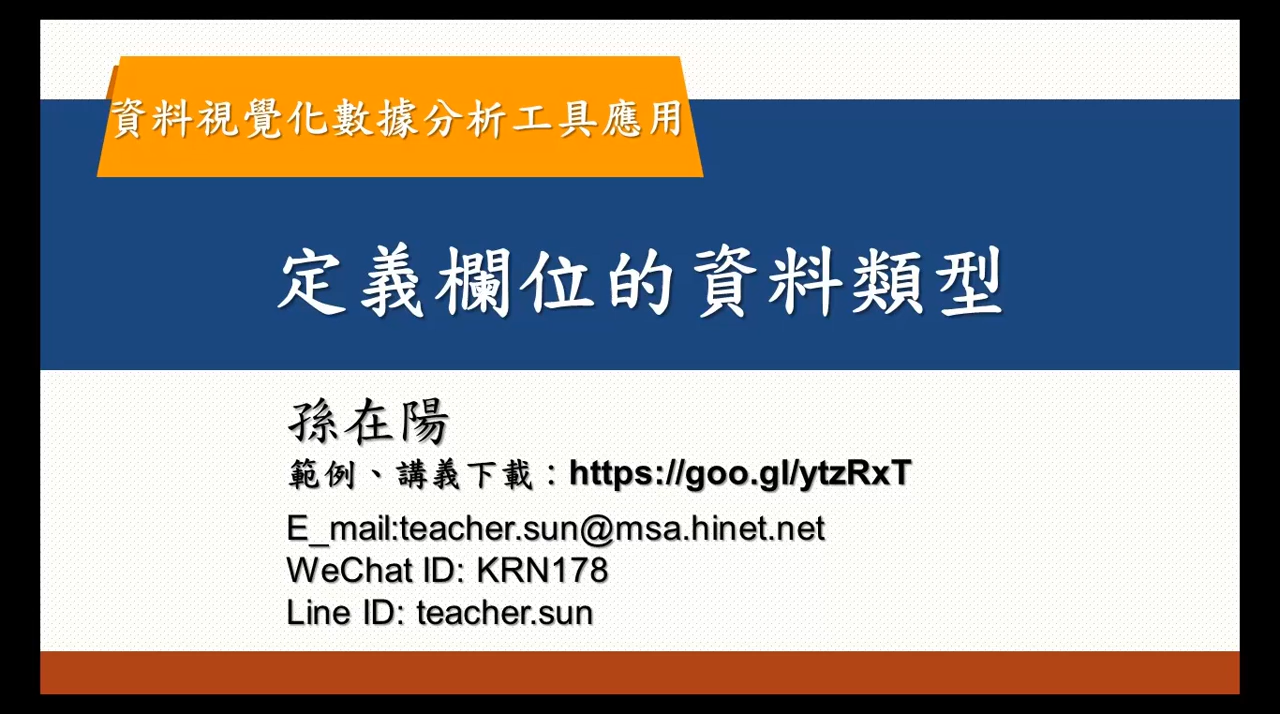 資料視覺化數據分析工具應用
定義欄位的資料類型
孫在陽
範例、講義下載：https://goo.gl/ytzRxT
E_mail:teacher.sun@msa.hinet.net
WeChat ID: KRN178
Line ID: teacher.sun